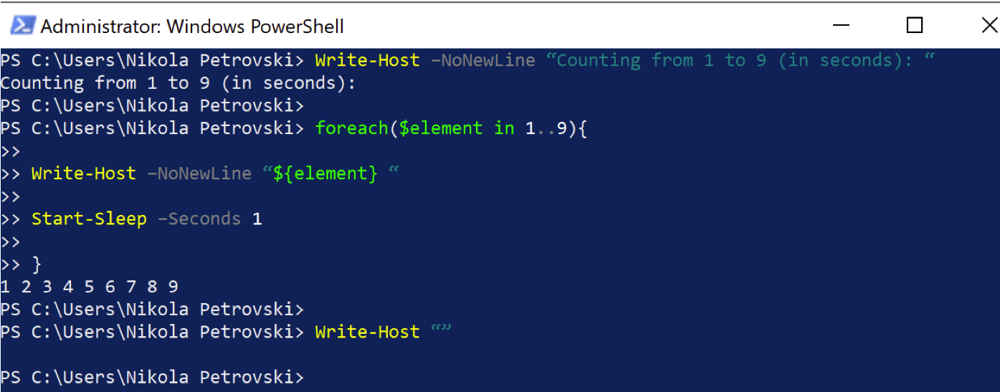 Administrator: Windows PowerShell
PS C:\Users\Nikola Petrovski> Write-Host –NoNewLine “Counting from 1 to 9 (in seconds): “
Counting from 1 to 9 (in seconds):
PS C:\Users\Nikola Petrovski>
PS C:\Users\Nikola Petrovski> foreach($element in 1..9){
>>
>> Write-Host –NoNewLine “${element} “
>>
>> Start-Sleep –Seconds 1
>>
>> }
1 2 3 4 5 6 7 8 9
PS C:\Users\Nikola Petrovski>
PS C:\Users\Nikola Petrovski> Write-Host “”
PS C:\Users\Nikola Petrovski>